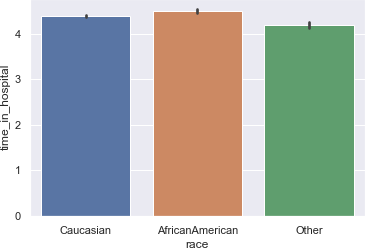 time_in_hospital
4
3
2
1
0
Caucasian
AfricanAmerican
Other
race